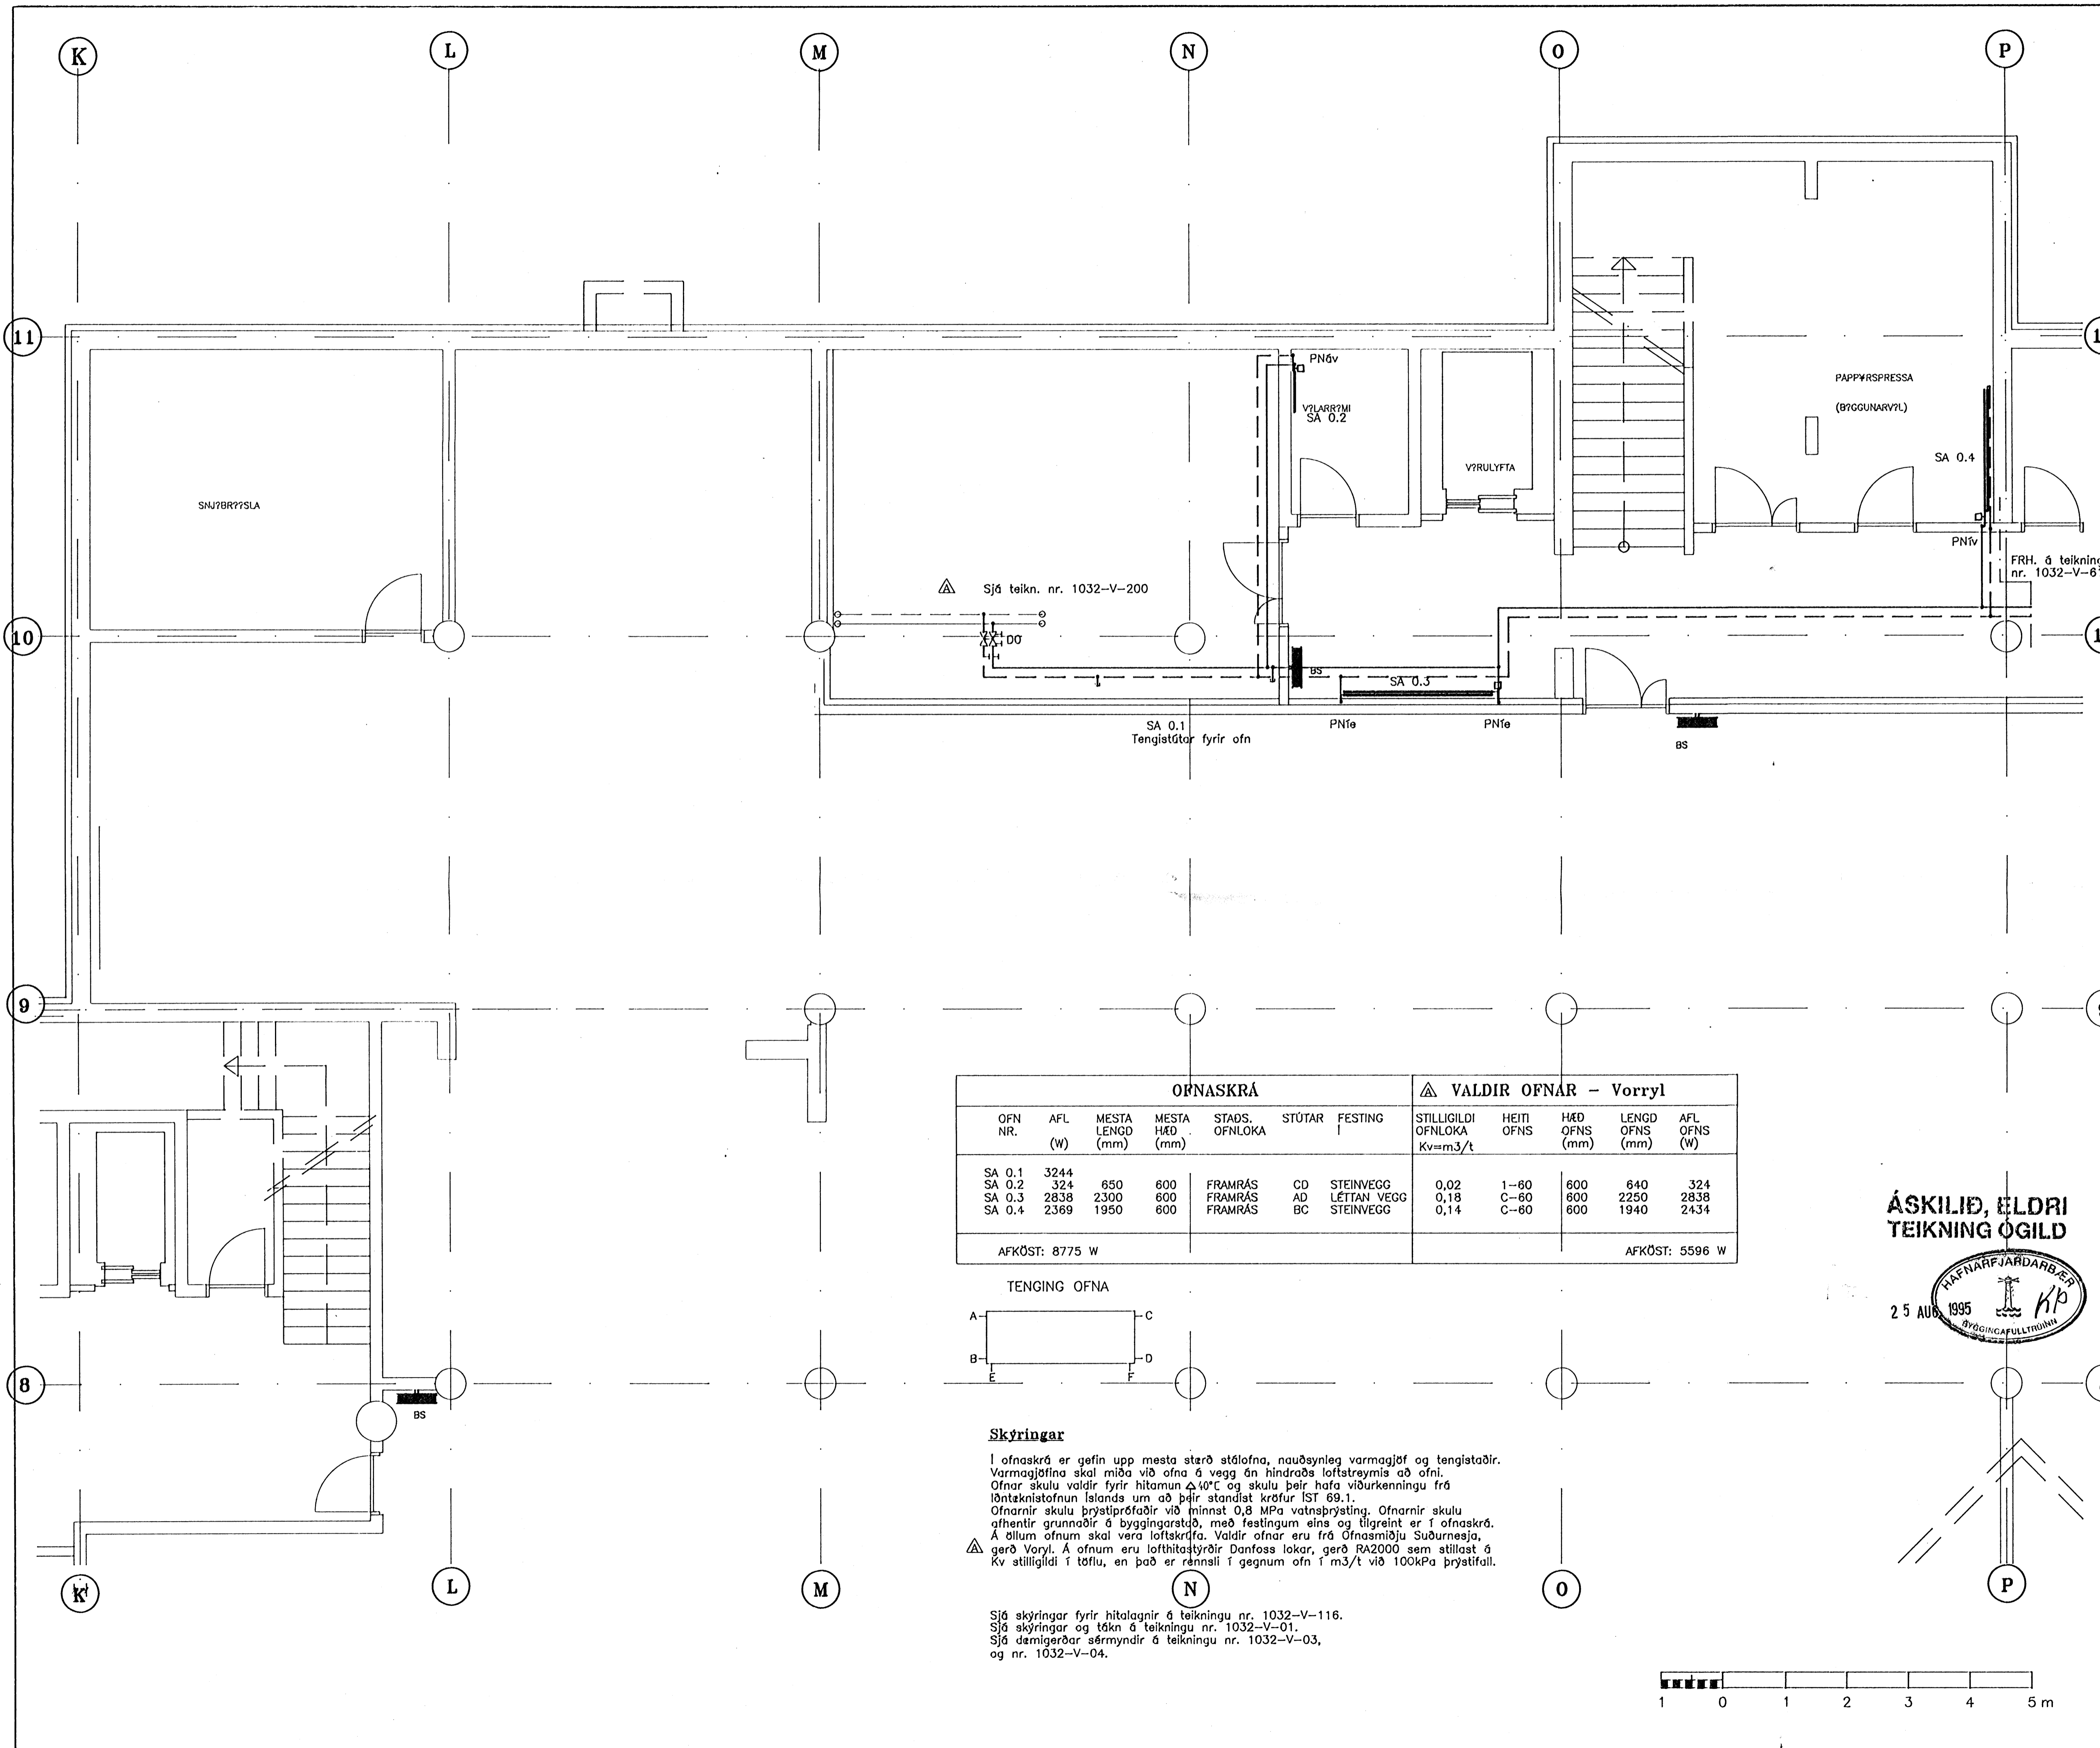 K L M N O P
11
PNáv
V?LARR?MI
SA 0.2
PAPP¥RSPRESSA
(B?GGUNARV?L)
V?RULYFTA
SA 0.4
SNJ?BR??SLA
PNív
FRH. á teikning
nr. 1032-V-6
A Sjá teikn. nr. 1032-V-200
10
DO
BS
SA 0.3
SA 0.1
Tengistútar fyrir ofn
PNíe PNíe
BS
9
OFNASKRÁ
A VALDIR OFNAR - Vorryl
OFN AFL MESTA MESTA STAÐS. STÚTAR FESTING STILLIGILDI HEITI HÆÐ LENGD AFL
NR. LENGD HÆÐ OFNLOKA Í OFNLOKA OFNS OFNS OFNS OFNS
(W) (mm) (mm) Kv=m3/t (mm) (mm) (W)
SA 0.1 3244
SA 0.2 324 650 600 FRAMRÁS CD STEINVEGG 0,02 1-60 600 640 324
SA 0.3 2838 2300 600 FRAMRÁS AD LÉTTAN VEGG 0,18 C-60 600 2250 2838
SA 0.4 2369 1950 600 FRAMRÁS BC STEINVEGG 0,14 C-60 600 1940 2434
AFKÖST: 8775 W AFKÖST: 5596 W
ÁSKILIÐ, ELDRI
TEIKNING ÓGILD
HAFNARFJARÐARBÆR
25 AUG. 1995
BYGGINGAFULLTRÚINN
TENGING OFNA
A C
B D
E F
8
BS
Skýringar
Í ofnaskrá er gefin upp mesta stærð stálofna, nauðsynleg varmagjöf og tengistaðir.
Varmagjöfina skal miða við ofna á vegg án hindraðs loftstreymis að ofni.
Ofnar skulu valdir fyrir hitamun △40°C og skulu þeir hafa viðurkenningu frá
Iðntæknistofnun Íslands um að þeir standist kröfur ÍST 69.1.
Ofnarnir skulu þrýstiprófaðir við minnst 0,8 MPa vatnsþrýsting. Ofnarnir skulu
afhentir grunnaðir á byggingarstað, með festingum eins og tilgreint er í ofnaskrá.
Á öllum ofnum skal vera loftskrúfa. Valdir ofnar eru frá Ofnasmiðju Suðurnesja,
A gerð Voryl. Á ofnum eru lofthitastýrðir Danfoss lokar, gerð RA2000 sem stillast á
Kv stilligildi í töflu, en það er rennsli í gegnum ofn í m3/t við 100kPa þrýstifall.
K L M N O P
Sjá skýringar fyrir hitalagnir á teikningu nr. 1032-V-116.
Sjá skýringar og tákn á teikningu nr. 1032-V-01.
Sjá dæmigerðar sérmyndir á teikningu nr. 1032-V-03,
og nr. 1032-V-04.
1 0 1 2 3 4 5 m